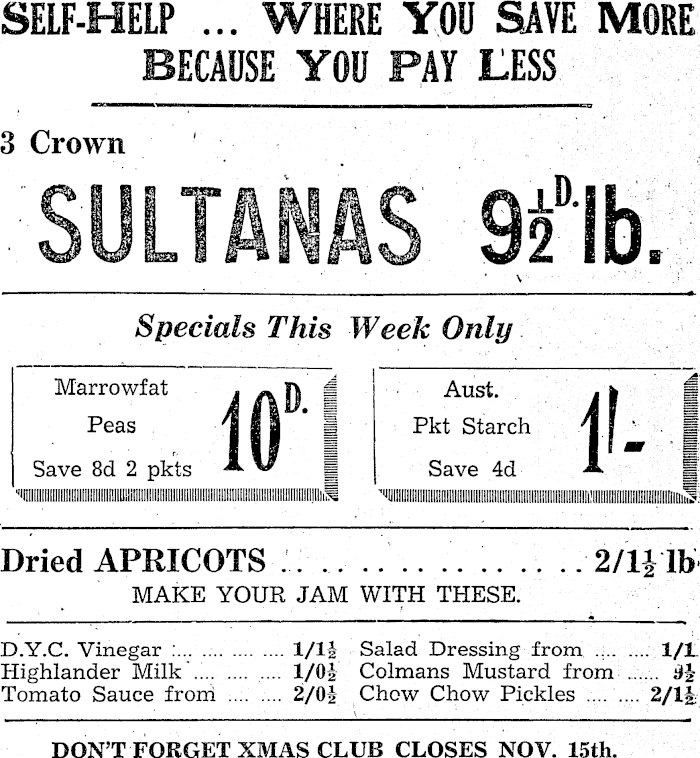 SELF-HELP ... WHERE YOU SAVE MORE
BECAUSE YOU PAY LESS
3 Crown
SULTANAS 9½D. lb.
Specials This Week Only
Marrowfat
Peas
Save 8d 2 pkts
10D.
Aust.
Pkt Starch
Save 4d
1/-
Dried APRICOTS .. . . . . . . . . . . . . . . 2/1½ lb
MAKE YOUR JAM WITH THESE.
D.Y.C. Vinegar .... .... .... .... 1/1½
Highlander Milk .... .... .... 1/0½
Tomato Sauce from .... .... 2/0½
Salad Dressing from .... .... 1/1
Colmans Mustard from ...... 9½
Chow Chow Pickles .... .... 2/1½
DON'T FORGET XMAS CLUB CLOSES NOV. 15th.